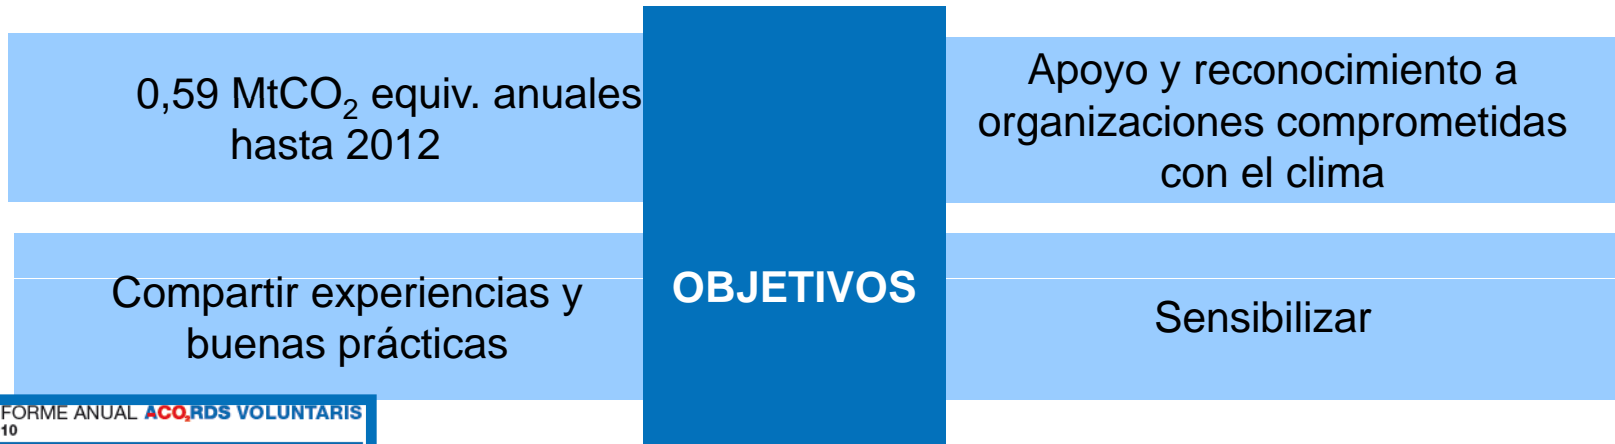 0,59 MtCO₂ equiv. anuales
hasta 2012
Apoyo y reconocimiento a
organizaciones comprometidas
con el clima
OBJETIVOS
Compartir experiencias y
buenas prácticas
Sensibilizar
FORME ANUAL ACO₂RDS VOLUNTARIS
10